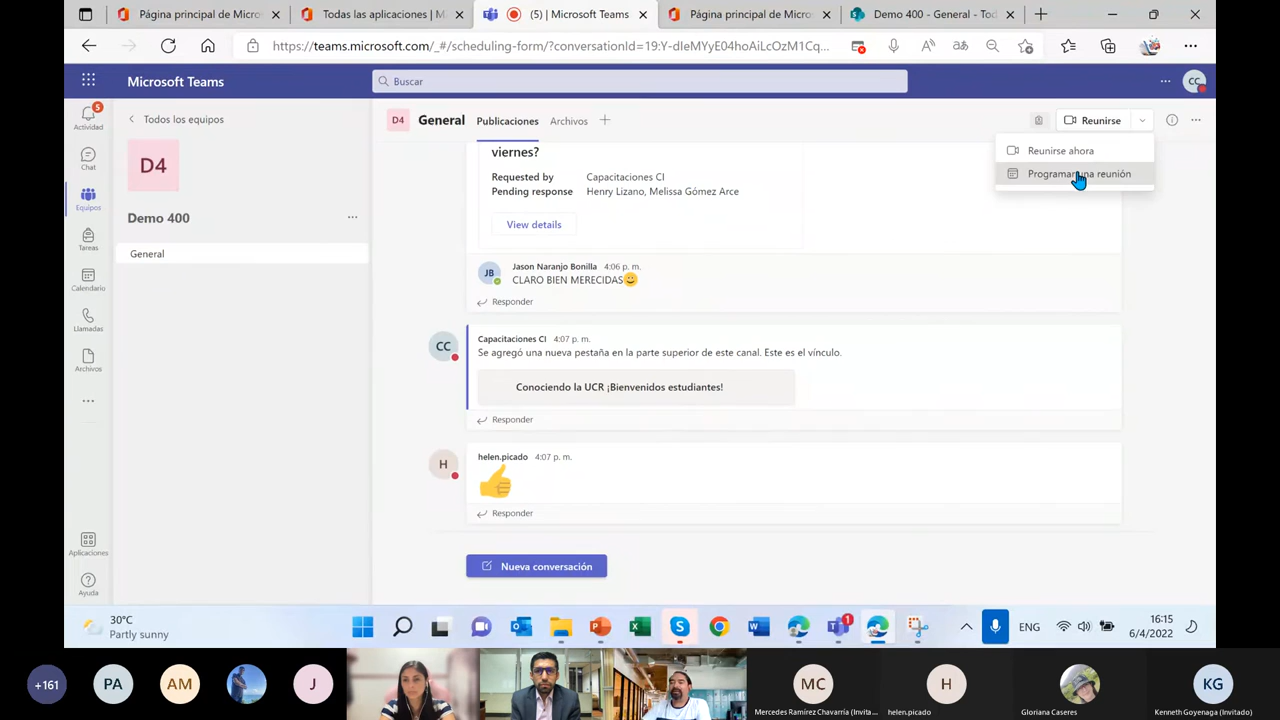 Página principal de Micros
Todas las aplicaciones | M
(5) | Microsoft Teams
Página principal de Micros
Demo 400 - General - Tod
https://teams.microsoft.com/_#/scheduling-form/?conversationId=19:Y-dIeMYyE04hoAiLcOzM1Cq...
Microsoft Teams
Buscar
CC
Actividad
5
Chat
Equipos
Tareas
Calendario
Llamadas
Archivos
Aplicaciones
Ayuda
Todos los equipos
D4
Demo 400
General
D4 General Publicaciones Archivos
Reunirse
Reunirse ahora
Programar una reunión
viernes?
Requested by Capacitaciones CI
Pending response Henry Lizano, Melissa Gómez Arce
View details
JB
Jason Naranjo Bonilla 4:06 p. m.
CLARO BIEN MERECIDAS😀
Responder
CC
Capacitaciones CI 4:07 p. m.
Se agregó una nueva pestaña en la parte superior de este canal. Este es el vínculo.
Conociendo la UCR ¡Bienvenidos estudiantes!
Responder
H
helen.picado 4:07 p. m.
👍
Responder
Nueva conversación
30°C
Partly sunny
1
ENG
16:15
6/4/2022
+161
PA
AM
J
MC
Mercedes Ramírez Chavarría (Invita...
H
helen.picado
Gloriana Caseres
KG
Kenneth Goyenaga (Invitado)